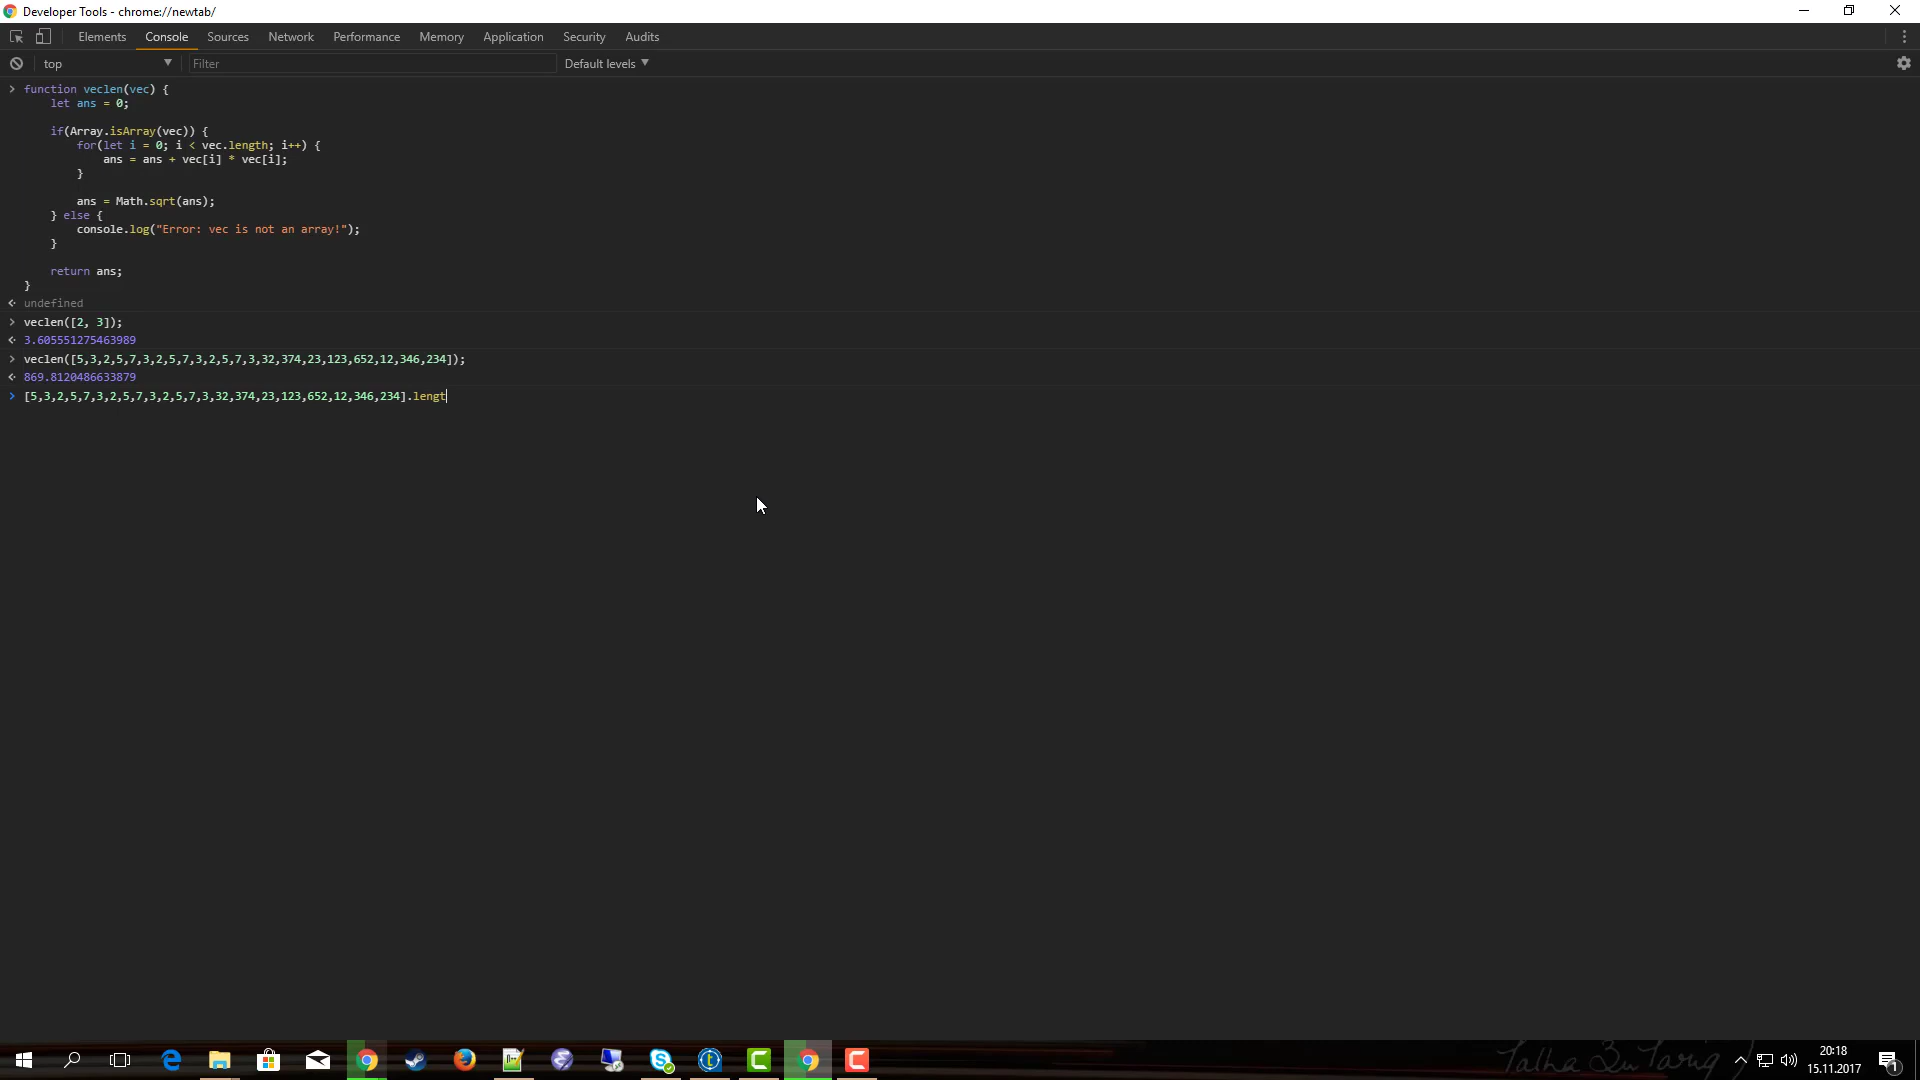 Developer Tools - chrome://newtab/
Elements Console Sources Network Performance Memory Application Security Audits
top Filter Default levels
> function veclen(vec) {
    let ans = 0;
    if(Array.isArray(vec)) {
        for(let i = 0; i < vec.length; i++) {
            ans = ans + vec[i] * vec[i];
        }
        ans = Math.sqrt(ans);
    } else {
        console.log("Error: vec is not an array!");
    }
    return ans;
}
undefined
> veclen([2, 3]);
3.605551275463989
> veclen([5,3,2,5,7,3,2,5,7,3,2,5,7,3,32,374,23,123,652,12,346,234]);
869.8120486633879
> [5,3,2,5,7,3,2,5,7,3,2,5,7,3,32,374,23,123,652,12,346,234].lengt
20:18
15.11.2017
1